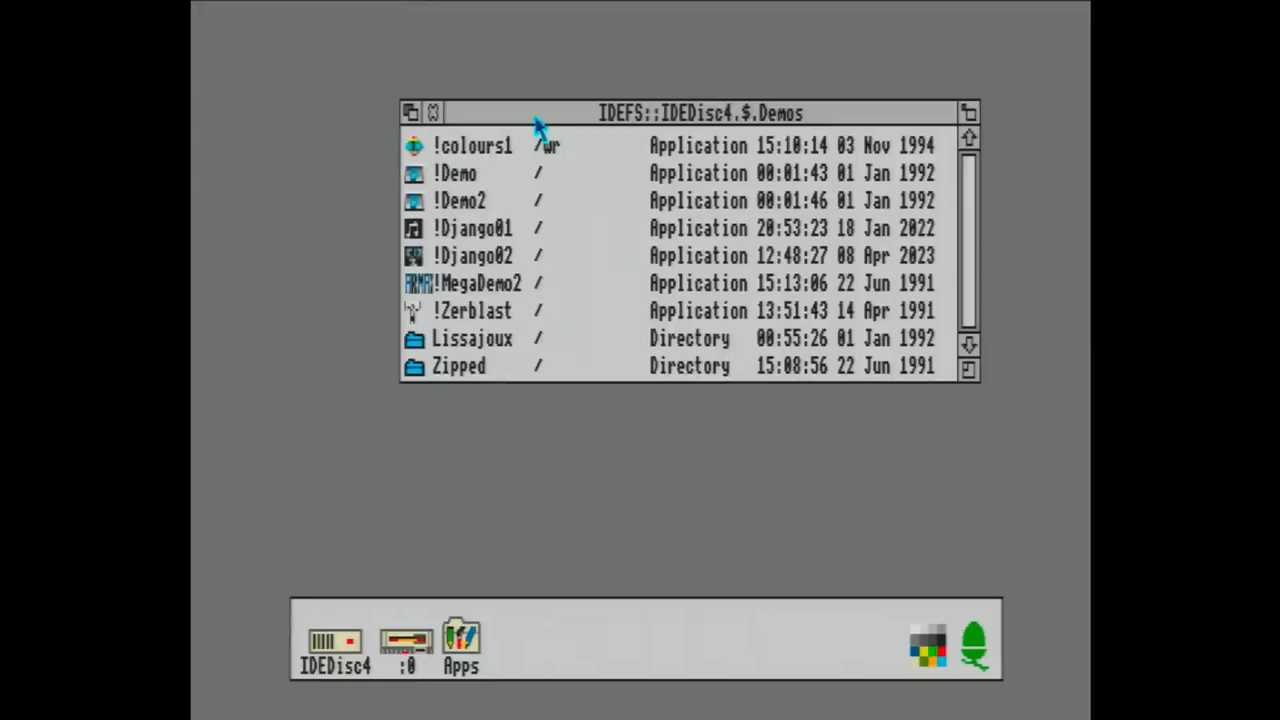 IDEFS::IDEDisc4.$.Demos
!colours1 /wr Application 15:10:14 03 Nov 1994
!Demo / Application 00:01:43 01 Jan 1992
!Demo2 / Application 00:01:46 01 Jan 1992
!Django01 / Application 20:53:23 18 Jan 2022
!Django02 / Application 12:48:27 08 Apr 2023
!MegaDemo2 / Application 15:13:06 22 Jun 1991
!Zerblast / Application 13:51:43 14 Apr 1991
Lissajoux / Directory 00:55:26 01 Jan 1992
Zipped / Directory 15:08:56 22 Jun 1991
IDEDisc4 :0 Apps